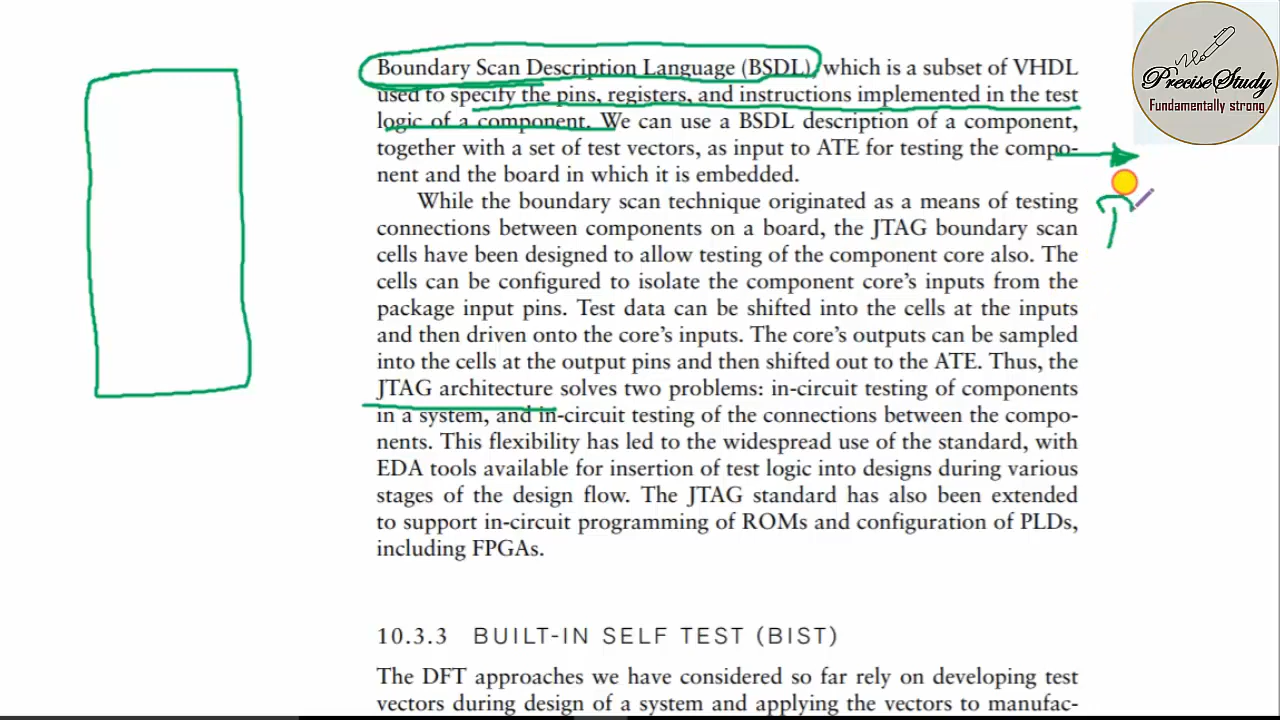 Boundary Scan Description Language (BSDL), which is a subset of VHDL
used to specify the pins, registers, and instructions implemented in the test
logic of a component. We can use a BSDL description of a component,
together with a set of test vectors, as input to ATE for testing the compo-
nent and the board in which it is embedded.
While the boundary scan technique originated as a means of testing
connections between components on a board, the JTAG boundary scan
cells have been designed to allow testing of the component core also. The
cells can be configured to isolate the component core's inputs from the
package input pins. Test data can be shifted into the cells at the inputs
and then driven onto the core's inputs. The core's outputs can be sampled
into the cells at the output pins and then shifted out to the ATE. Thus, the
JTAG architecture solves two problems: in-circuit testing of components
in a system, and in-circuit testing of the connections between the compo-
nents. This flexibility has led to the widespread use of the standard, with
EDA tools available for insertion of test logic into designs during various
stages of the design flow. The JTAG standard has also been extended
to support in-circuit programming of ROMs and configuration of PLDs,
including FPGAs.
10.3.3 BUILT-IN SELF TEST (BIST)
The DFT approaches we have considered so far rely on developing test
vectors during design of a system and applying the vectors to manufac-
PreciseStudy
Fundamentally strong